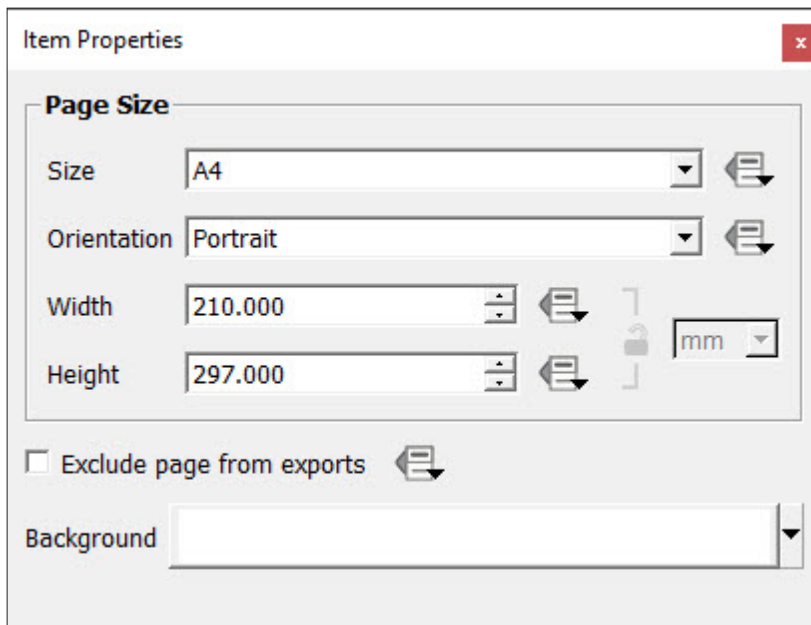 Item Properties
x
Page Size
Size A4
Orientation Portrait
Width 210.000
mm
Height 297.000
Exclude page from exports
Background